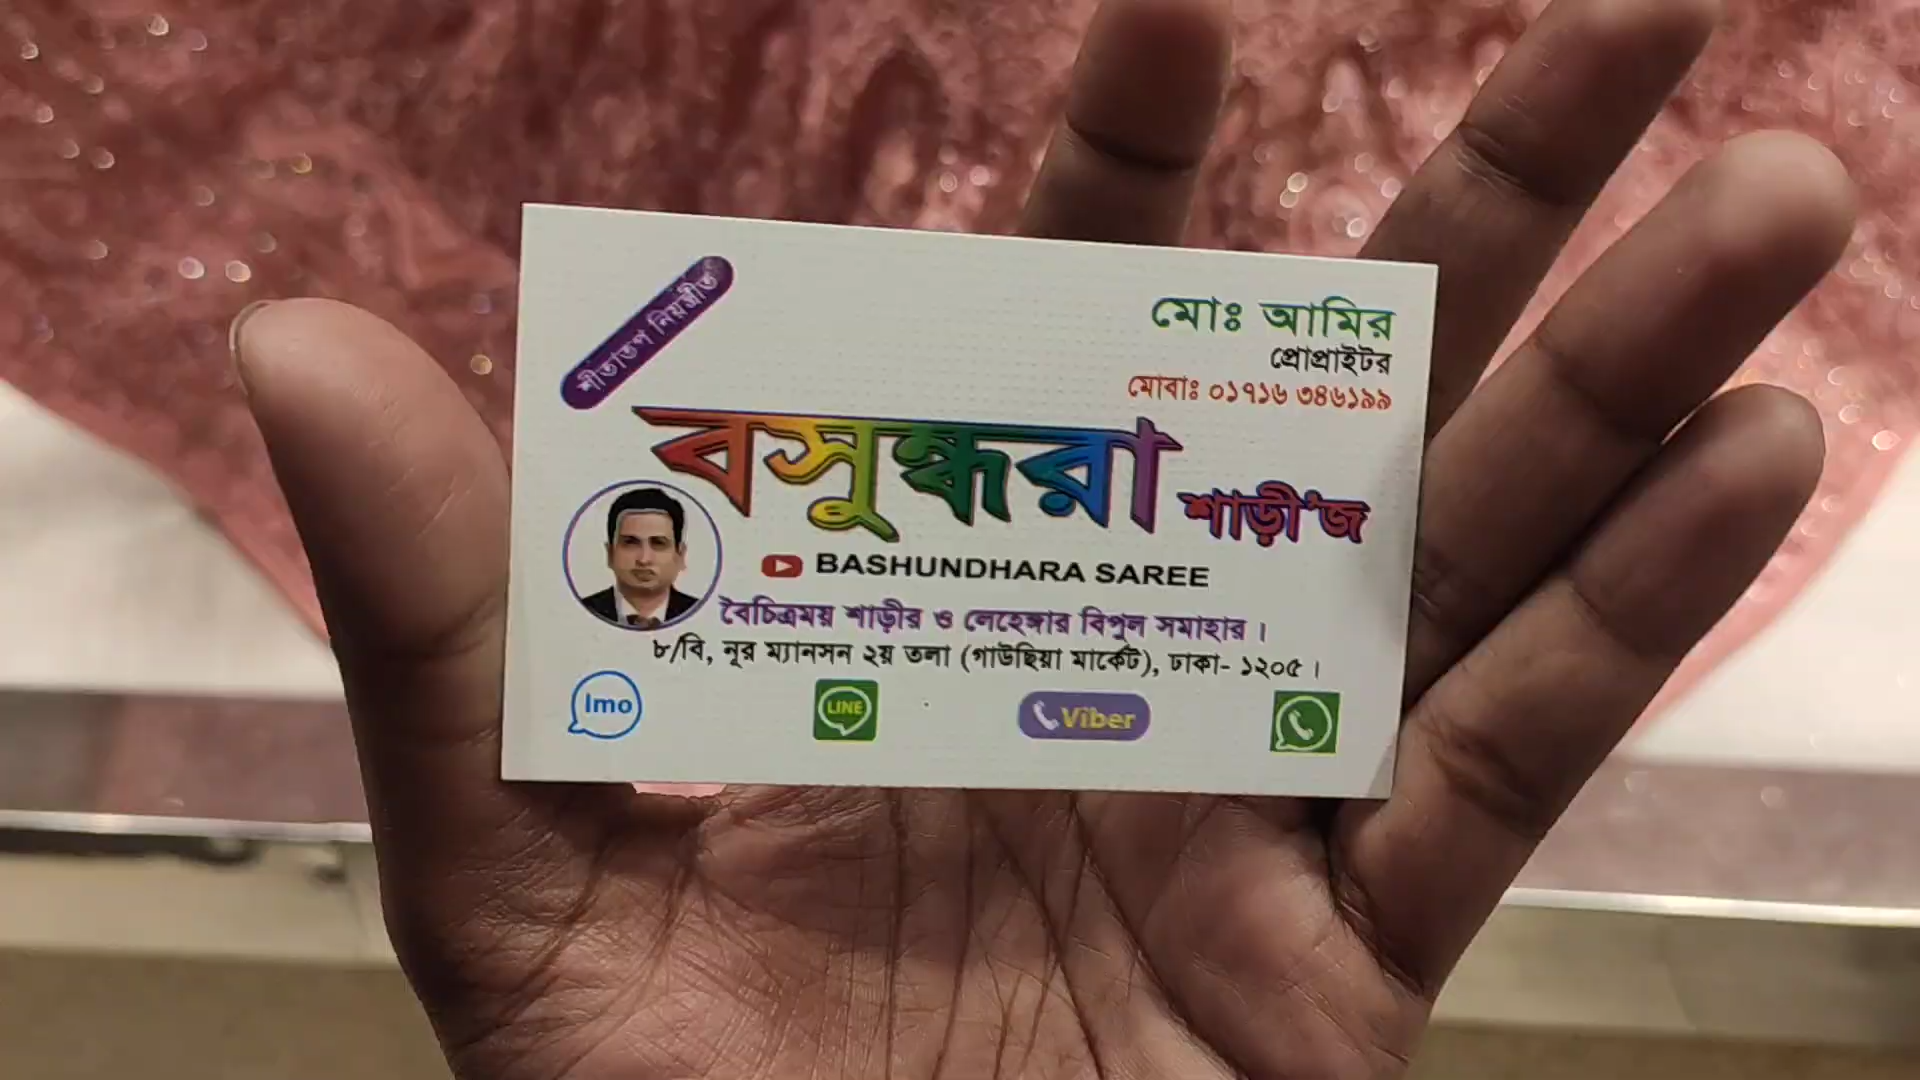 শীতাতপ নিয়ন্ত্রীত
মোঃ আমির
প্রোপ্রাইটর
মোবাঃ ০১৭১৬ ৩৪৬১৯৯
বসুন্ধরা শাড়ী'জ
BASHUNDHARA SAREE
বৈচিত্রময় শাড়ীর ও লেহেঙ্গার বিপুল সমাহার।
৮/বি, নূর ম্যানসন ২য় তলা (গাউছিয়া মার্কেট), ঢাকা- ১২০৫।
Imo LINE Viber